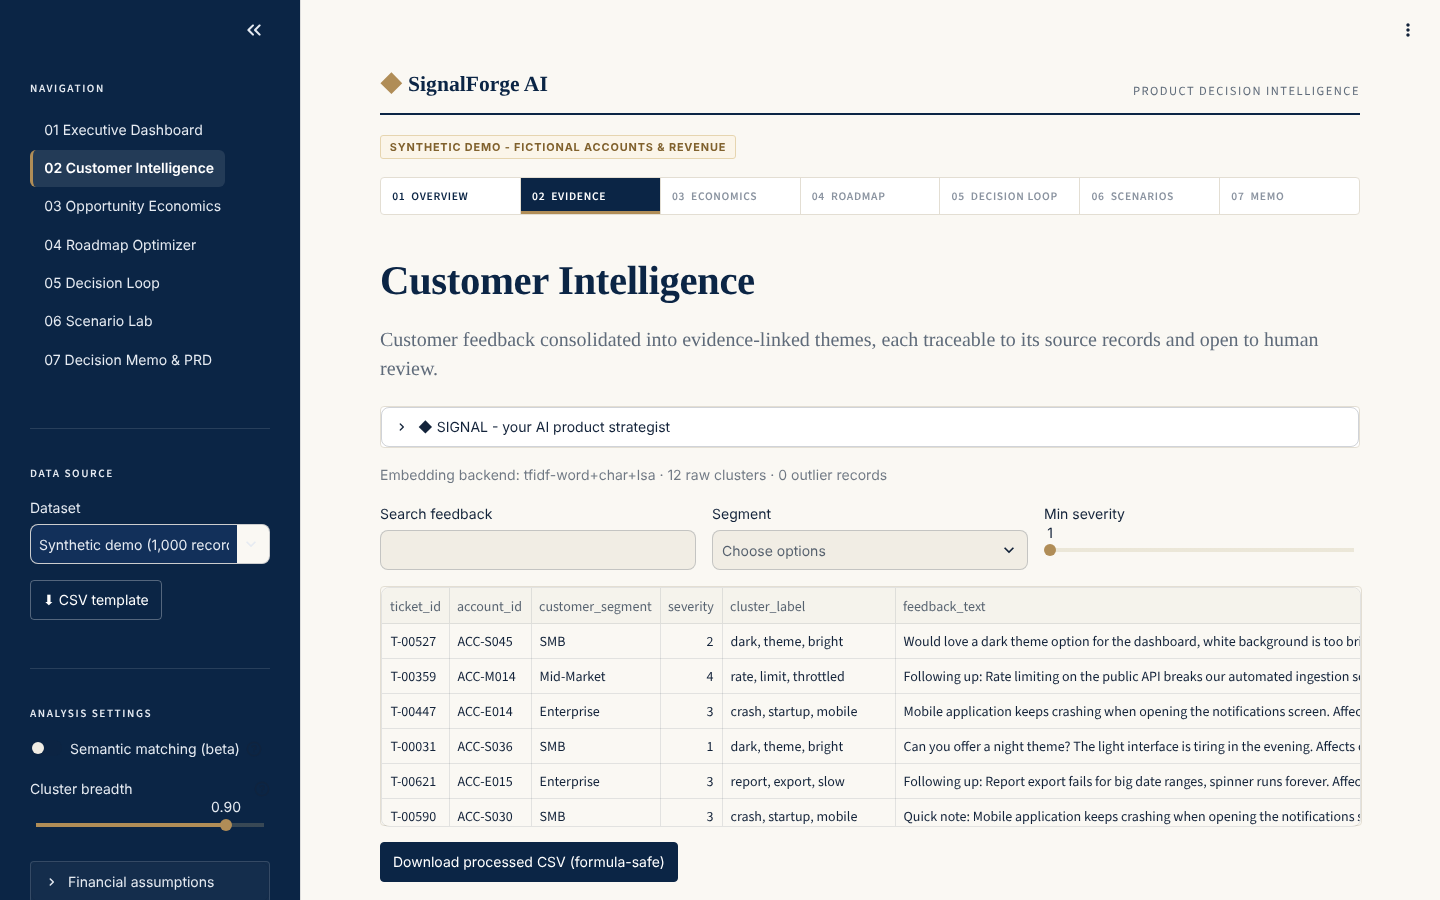 NAVIGATION
01 Executive Dashboard
02 Customer Intelligence
03 Opportunity Economics
04 Roadmap Optimizer
05 Decision Loop
06 Scenario Lab
07 Decision Memo & PRD
DATA SOURCE
Dataset
Synthetic demo (1,000 recor
CSV template
ANALYSIS SETTINGS
Semantic matching (beta)
Cluster breadth
0.90
Financial assumptions
SignalForge AI
PRODUCT DECISION INTELLIGENCE
SYNTHETIC DEMO - FICTIONAL ACCOUNTS & REVENUE
01 OVERVIEW 02 EVIDENCE 03 ECONOMICS 04 ROADMAP 05 DECISION LOOP 06 SCENARIOS 07 MEMO
Customer Intelligence
Customer feedback consolidated into evidence-linked themes, each traceable to its source records and open to human
review.
◆ SIGNAL - your AI product strategist
Embedding backend: tfidf-word+char+lsa · 12 raw clusters · 0 outlier records
Search feedback Segment Min severity
1
Choose options
ticket_id account_id customer_segment severity cluster_label feedback_text
T-00527 ACC-S045 SMB 2 dark, theme, bright Would love a dark theme option for the dashboard, white background is too bri
T-00359 ACC-M014 Mid-Market 4 rate, limit, throttled Following up: Rate limiting on the public API breaks our automated ingestion s
T-00447 ACC-E014 Enterprise 3 crash, startup, mobile Mobile application keeps crashing when opening the notifications screen. Affec
T-00031 ACC-S036 SMB 1 dark, theme, bright Can you offer a night theme? The light interface is tiring in the evening. Affects
T-00621 ACC-E015 Enterprise 3 report, export, slow Following up: Report export fails for big date ranges, spinner runs forever. Affec
T-00590 ACC-S030 SMB 3 crash, startup, mobile Quick note: Mobile application keeps crashing when opening the notifications s
Download processed CSV (formula-safe)